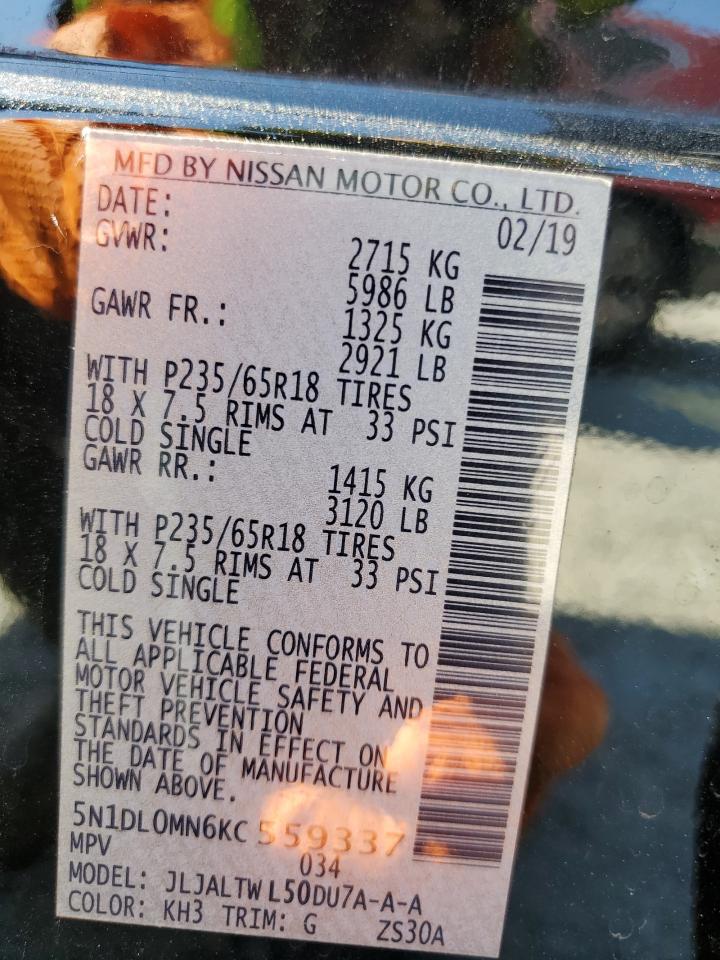 MFD BY NISSAN MOTOR CO., LTD.
DATE: 02/19
GVWR: 2715 KG
5986 LB
GAWR FR.: 1325 KG
2921 LB
WITH P235/65R18 TIRES
18 X 7.5 RIMS AT 33 PSI
COLD SINGLE
GAWR RR.: 1415 KG
3120 LB
WITH P235/65R18 TIRES
18 X 7.5 RIMS AT 33 PSI
COLD SINGLE
THIS VEHICLE CONFORMS TO
ALL APPLICABLE FEDERAL
MOTOR VEHICLE SAFETY AND
THEFT PREVENTION
STANDARDS IN EFFECT ON
THE DATE OF MANUFACTURE
SHOWN ABOVE.
5N1DL0MN6KC559337
MPV 034
MODEL: JLJALTWL50DU7A-A-A
COLOR: KH3 TRIM: G ZS30A